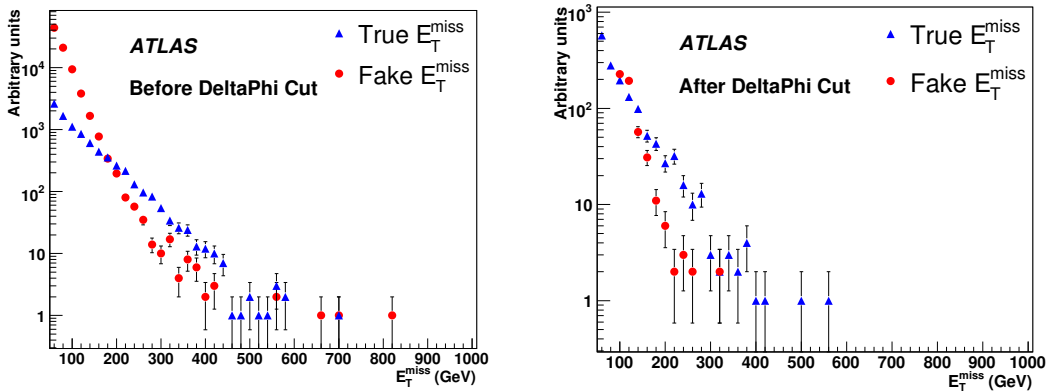 Arbitrary units
10^4
10^3
10^2
10
1
ATLAS
Before DeltaPhi Cut
True E_T^miss
Fake E_T^miss
100 200 300 400 500 600 700 800 900 1000
E_T^miss (GeV)
Arbitrary units
10^3
10^2
10
1
ATLAS
After DeltaPhi Cut
True E_T^miss
Fake E_T^miss
100 200 300 400 500 600 700 800 900 1000
E_T^miss (GeV)